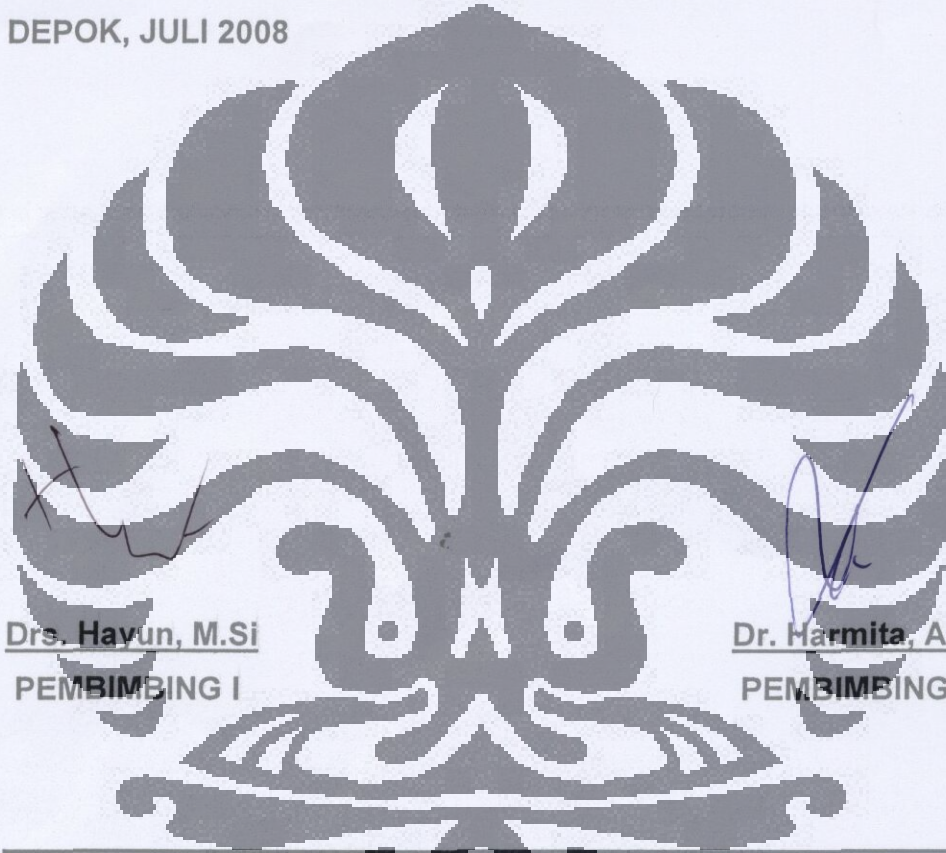 DEPOK, JULI 2008
Drs. Hayun, M.Si
Dr. Harmita, A
PEMBIMBING I
PEMBIMBING